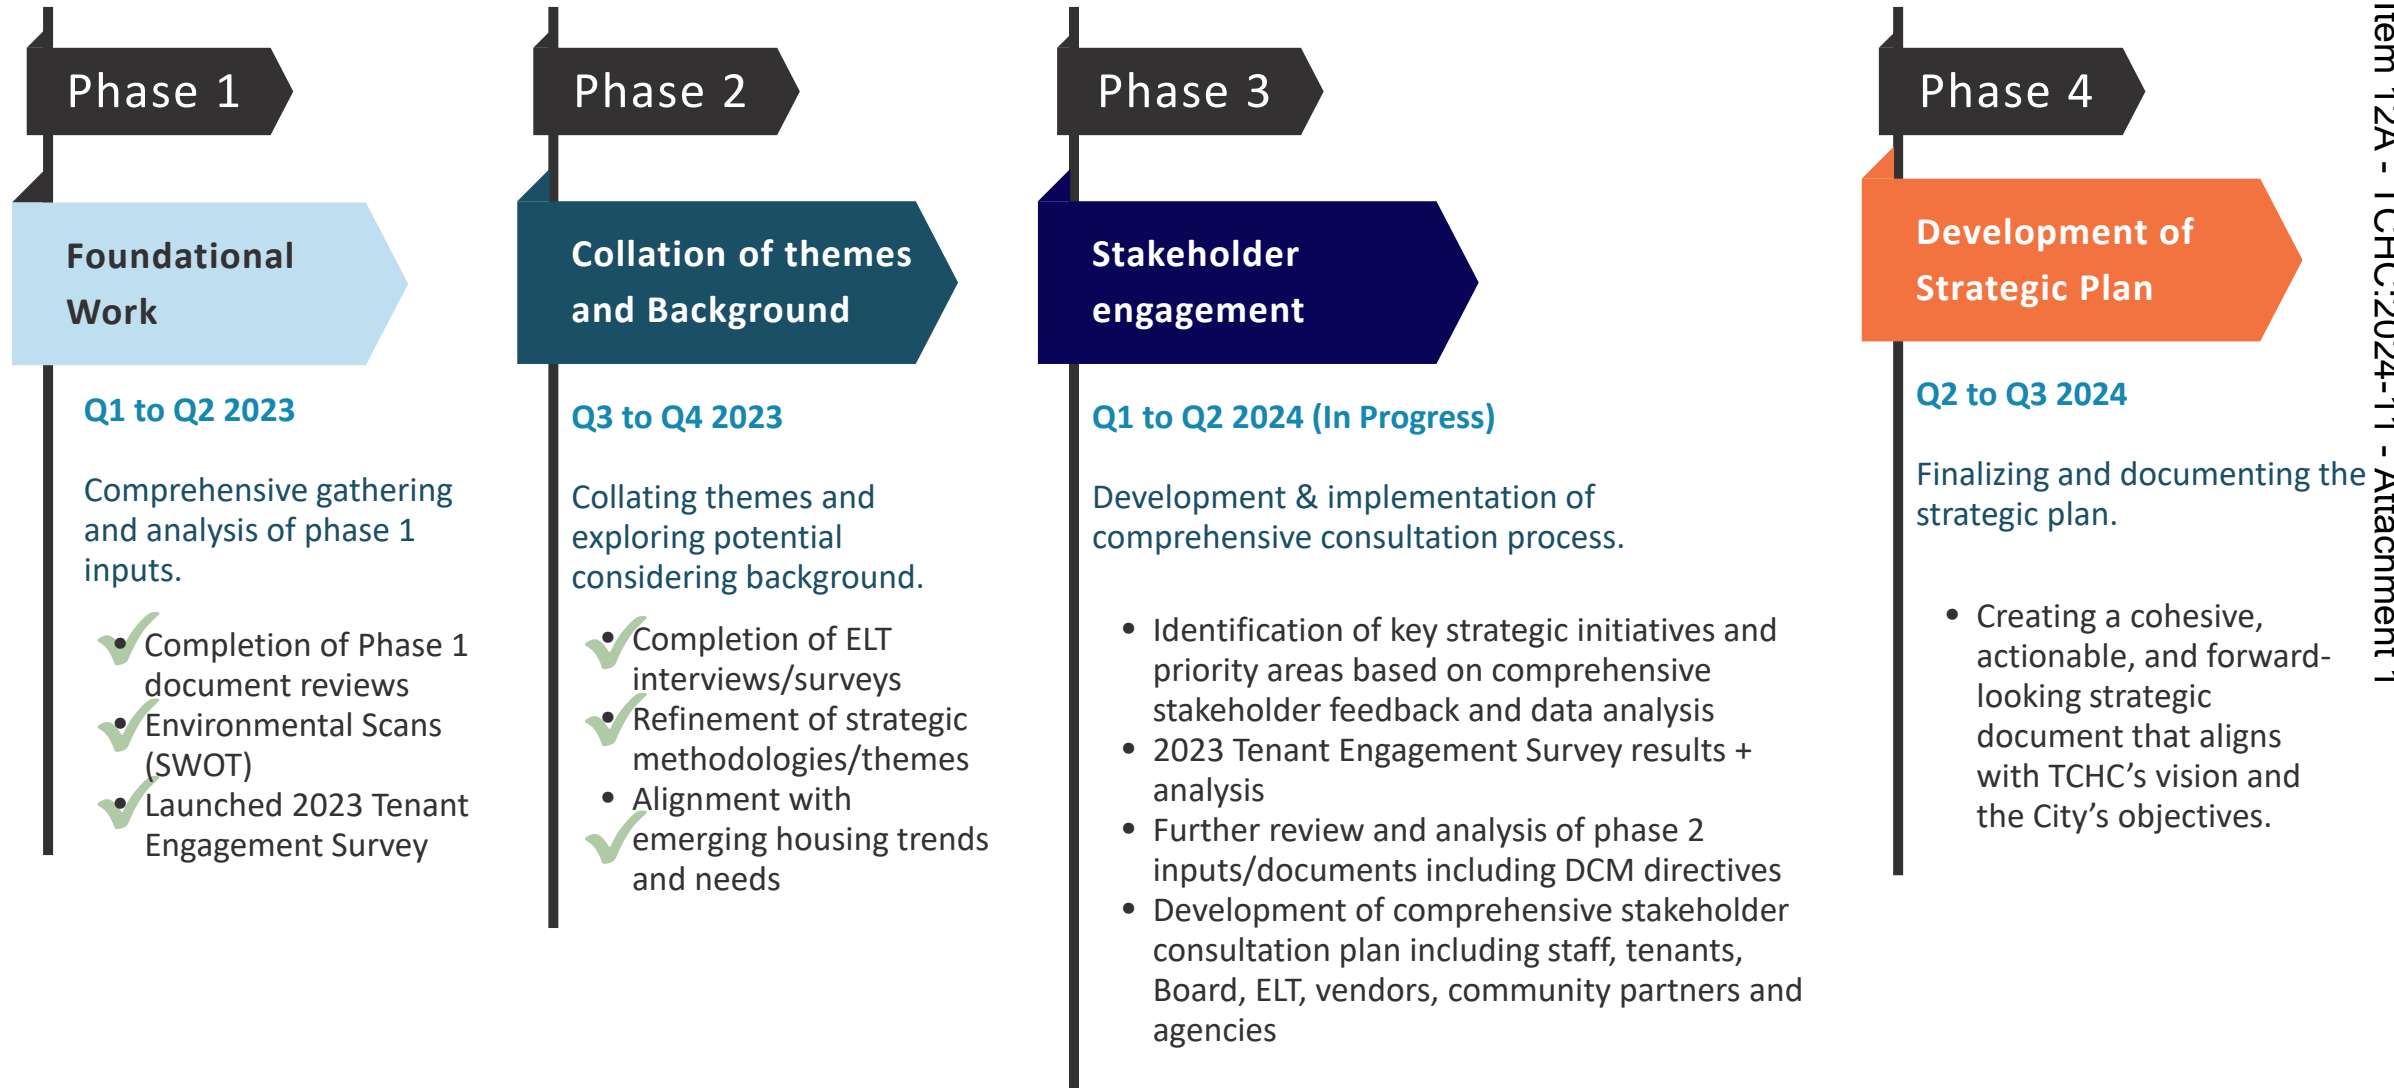 Phase 1
Foundational
Work
Q1 to Q2 2023
Comprehensive gathering
and analysis of phase 1
inputs.
• Completion of Phase 1
document reviews
• Environmental Scans
(SWOT)
• Launched 2023 Tenant
Engagement Survey
Phase 2
Collation of themes
and Background
Q3 to Q4 2023
Collating themes and
exploring potential
considering background.
• Completion of ELT
interviews/surveys
• Refinement of strategic
methodologies/themes
• Alignment with
emerging housing trends
and needs
Phase 3
Stakeholder
engagement
Q1 to Q2 2024 (In Progress)
Development & implementation of
comprehensive consultation process.
• Identification of key strategic initiatives and
priority areas based on comprehensive
stakeholder feedback and data analysis
• 2023 Tenant Engagement Survey results +
analysis
• Further review and analysis of phase 2
inputs/documents including DCM directives
• Development of comprehensive stakeholder
consultation plan including staff, tenants,
Board, ELT, vendors, community partners and
agencies
Phase 4
Development of
Strategic Plan
Q2 to Q3 2024
Finalizing and documenting the
strategic plan.
• Creating a cohesive,
actionable, and forward-
looking strategic
document that aligns
with TCHC’s vision and
the City’s objectives.
Item 12A - TCHC:2024-11 - Attachment 1